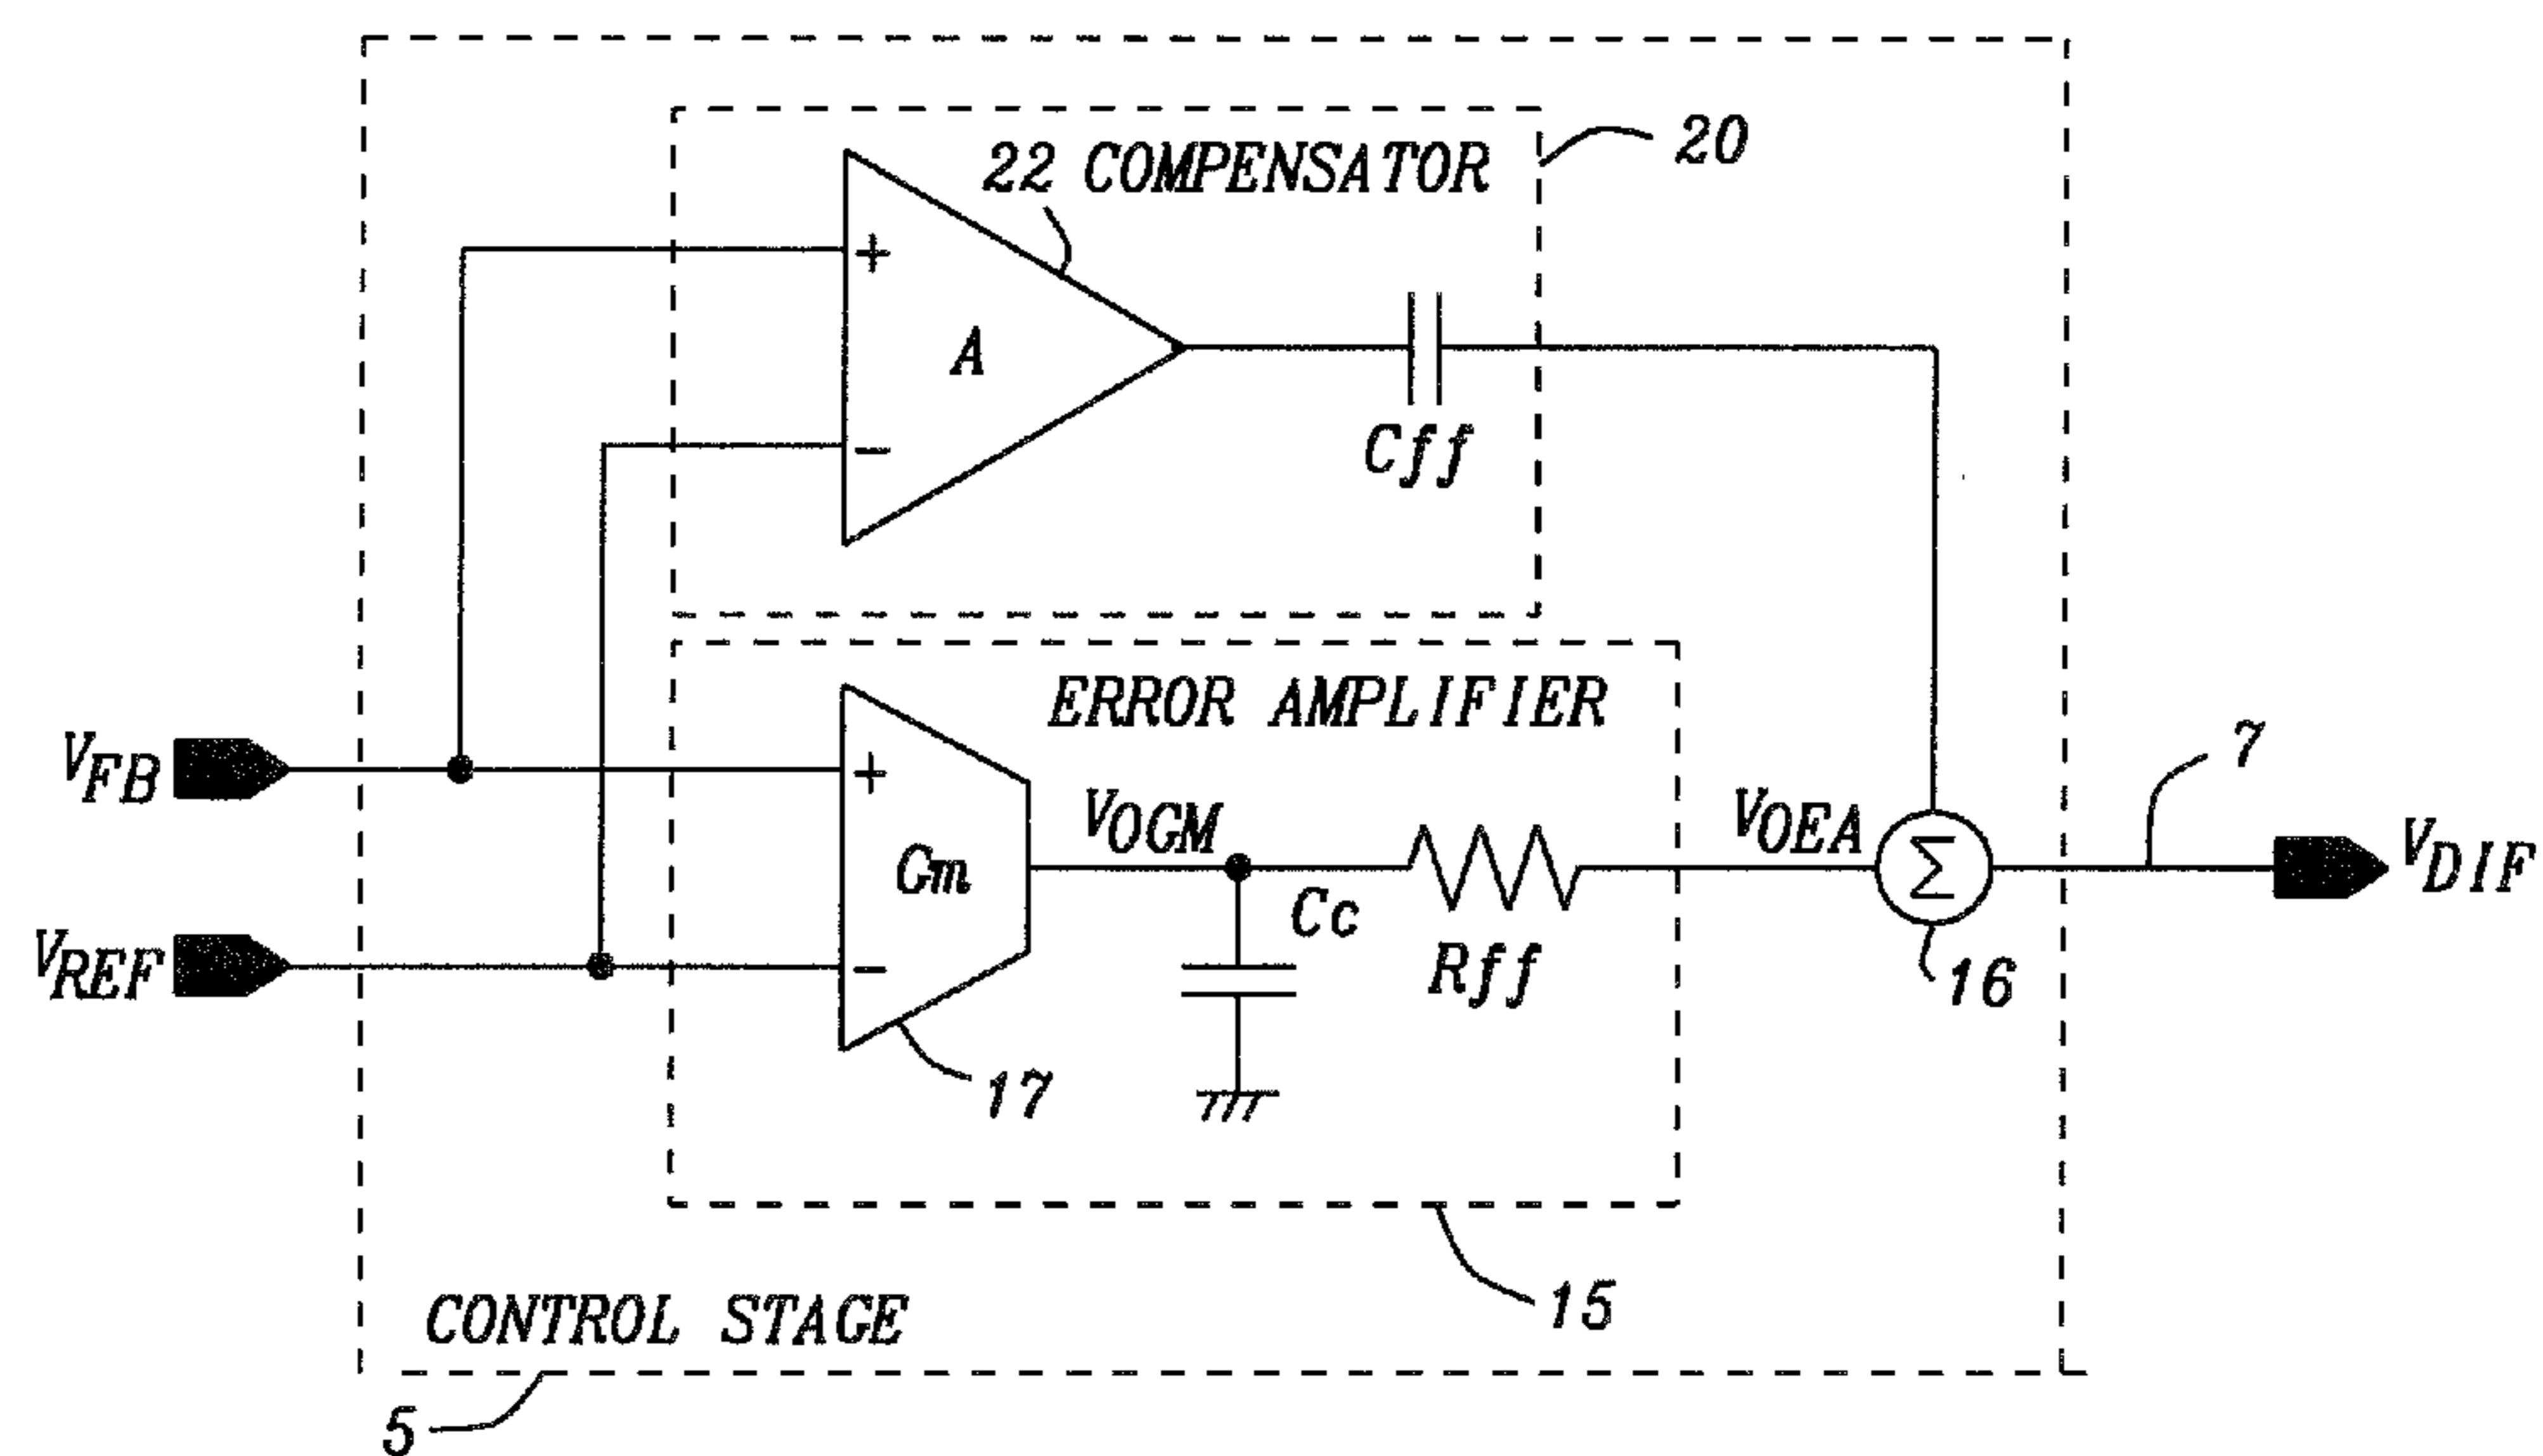 22 COMPENSATOR
20
+
A
−
Cff
ERROR AMPLIFIER
VFB
+
Gm
VOGM
VOEA
7
Σ
VDIF
Cc
VREF
−
Rff
16
17
15
CONTROL STAGE
5